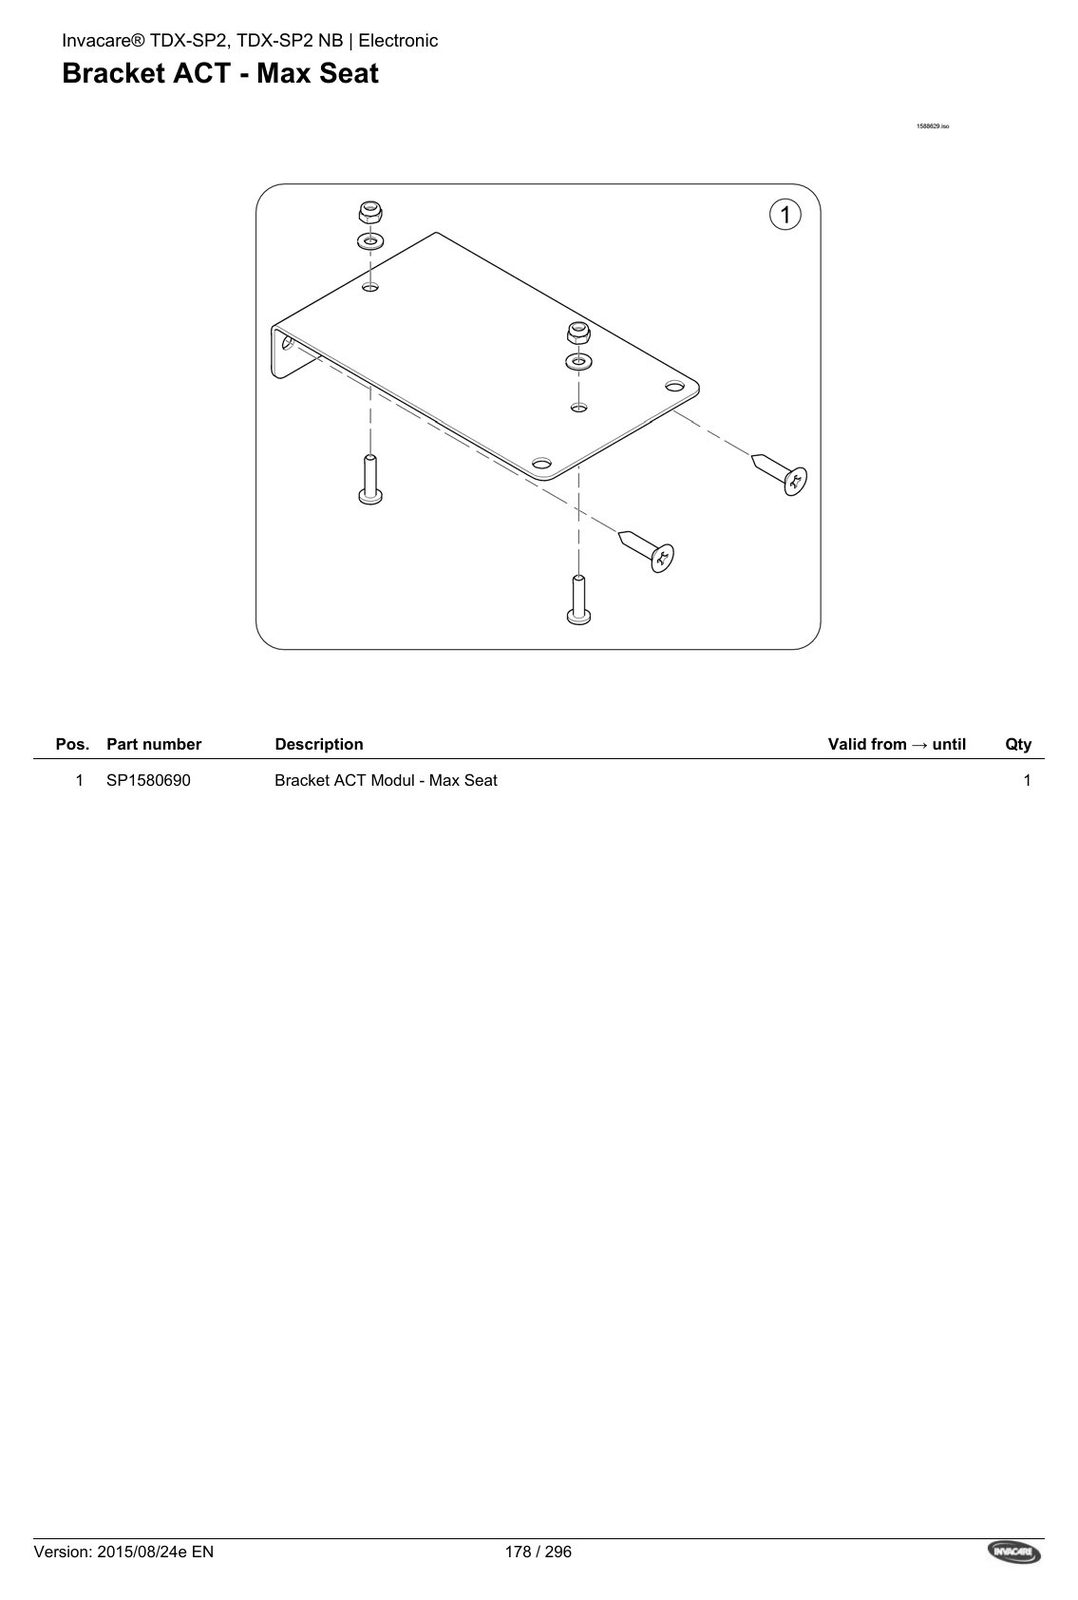 Invacare® TDX-SP2, TDX-SP2 NB | Electronic
Bracket ACT - Max Seat
1588629.iso
1
Pos. Part number Description Valid from → until Qty
1 SP1580690 Bracket ACT Modul - Max Seat 1
Version: 2015/08/24e EN 178 / 296 INVACARE